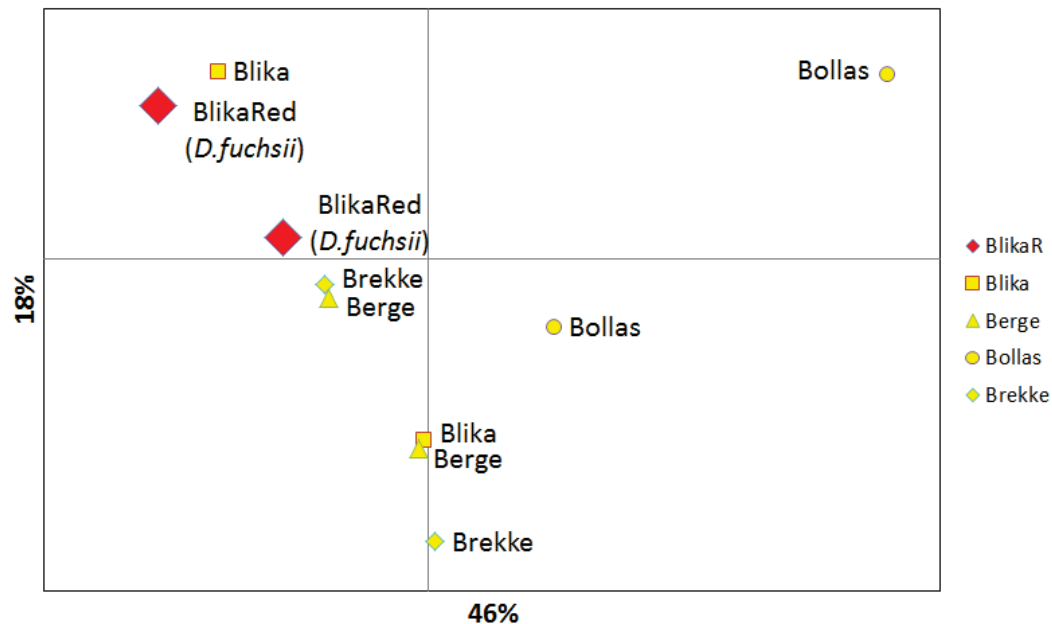 Blika
Bollas
BlikaRed
(D.fuchsii)
BlikaRed
(D.fuchsii)
Brekke
Berge
Bollas
Blika
Berge
Brekke
18%
46%
BlikaR
Blika
Berge
Bollas
Brekke